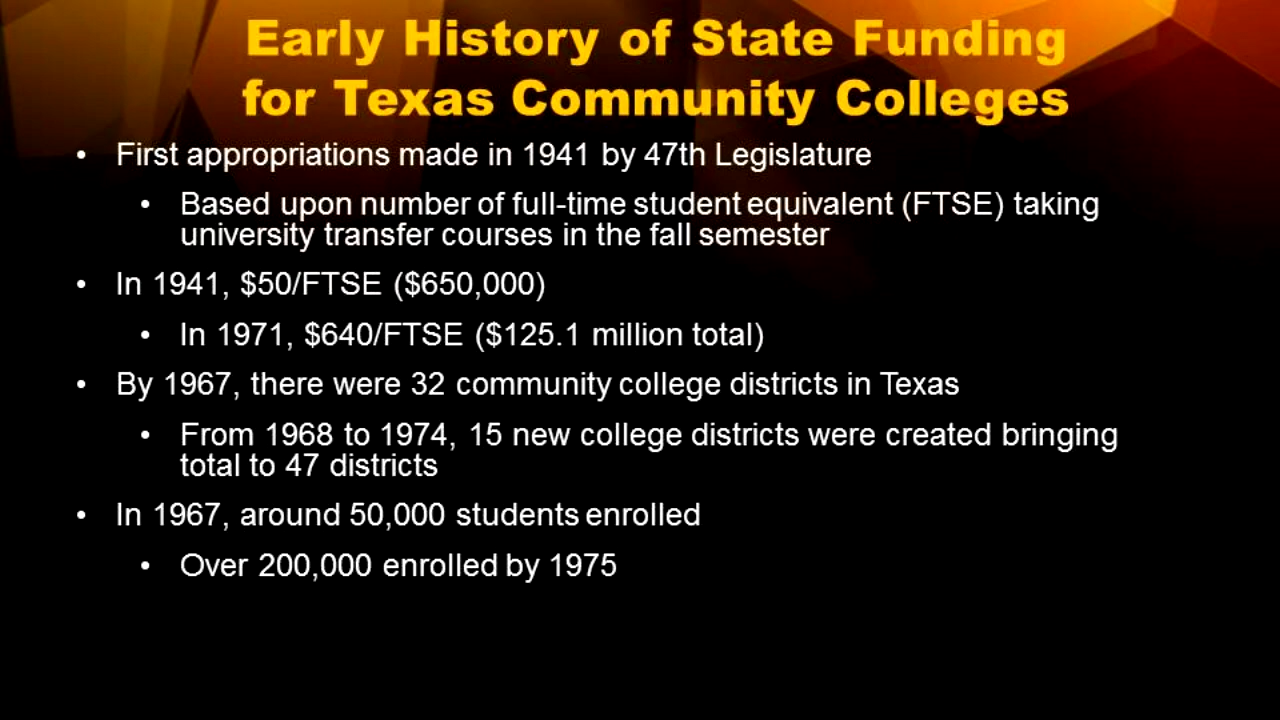 Early History of State Funding
for Texas Community Colleges
• First appropriations made in 1941 by 47th Legislature
• Based upon number of full-time student equivalent (FTSE) taking
university transfer courses in the fall semester
• In 1941, $50/FTSE ($650,000)
• In 1971, $640/FTSE ($125.1 million total)
• By 1967, there were 32 community college districts in Texas
• From 1968 to 1974, 15 new college districts were created bringing
total to 47 districts
• In 1967, around 50,000 students enrolled
• Over 200,000 enrolled by 1975